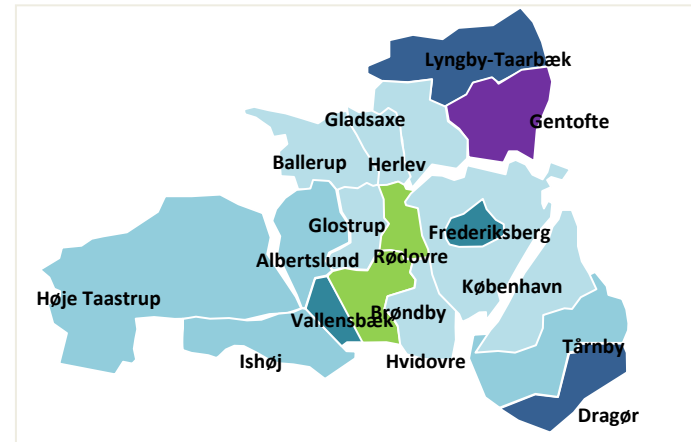 Lyngby-Taarbæk
Gladsaxe
Gentofte
Ballerup
Herlev
Glostrup
Frederiksberg
Albertslund
Rødovre
Høje Taastrup
København
Vallensbæk
Brøndby
Tårnby
Ishøj
Hvidovre
Dragør